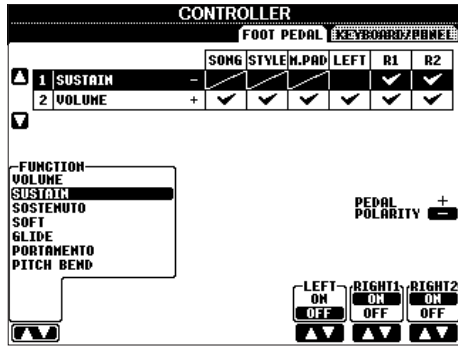 CONTROLLER
FOOT PEDAL KEYBOARD/PANEL
SONG STYLE M.PAD LEFT R1 R2
1 SUSTAIN -
2 VOLUME +
FUNCTION
VOLUME
SUSTAIN
SOSTENUTO
SOFT
GLIDE
PORTAMENTO
PITCH BEND
PEDAL POLARITY + -
LEFT RIGHT1 RIGHT2
ON ON ON
OFF OFF OFF